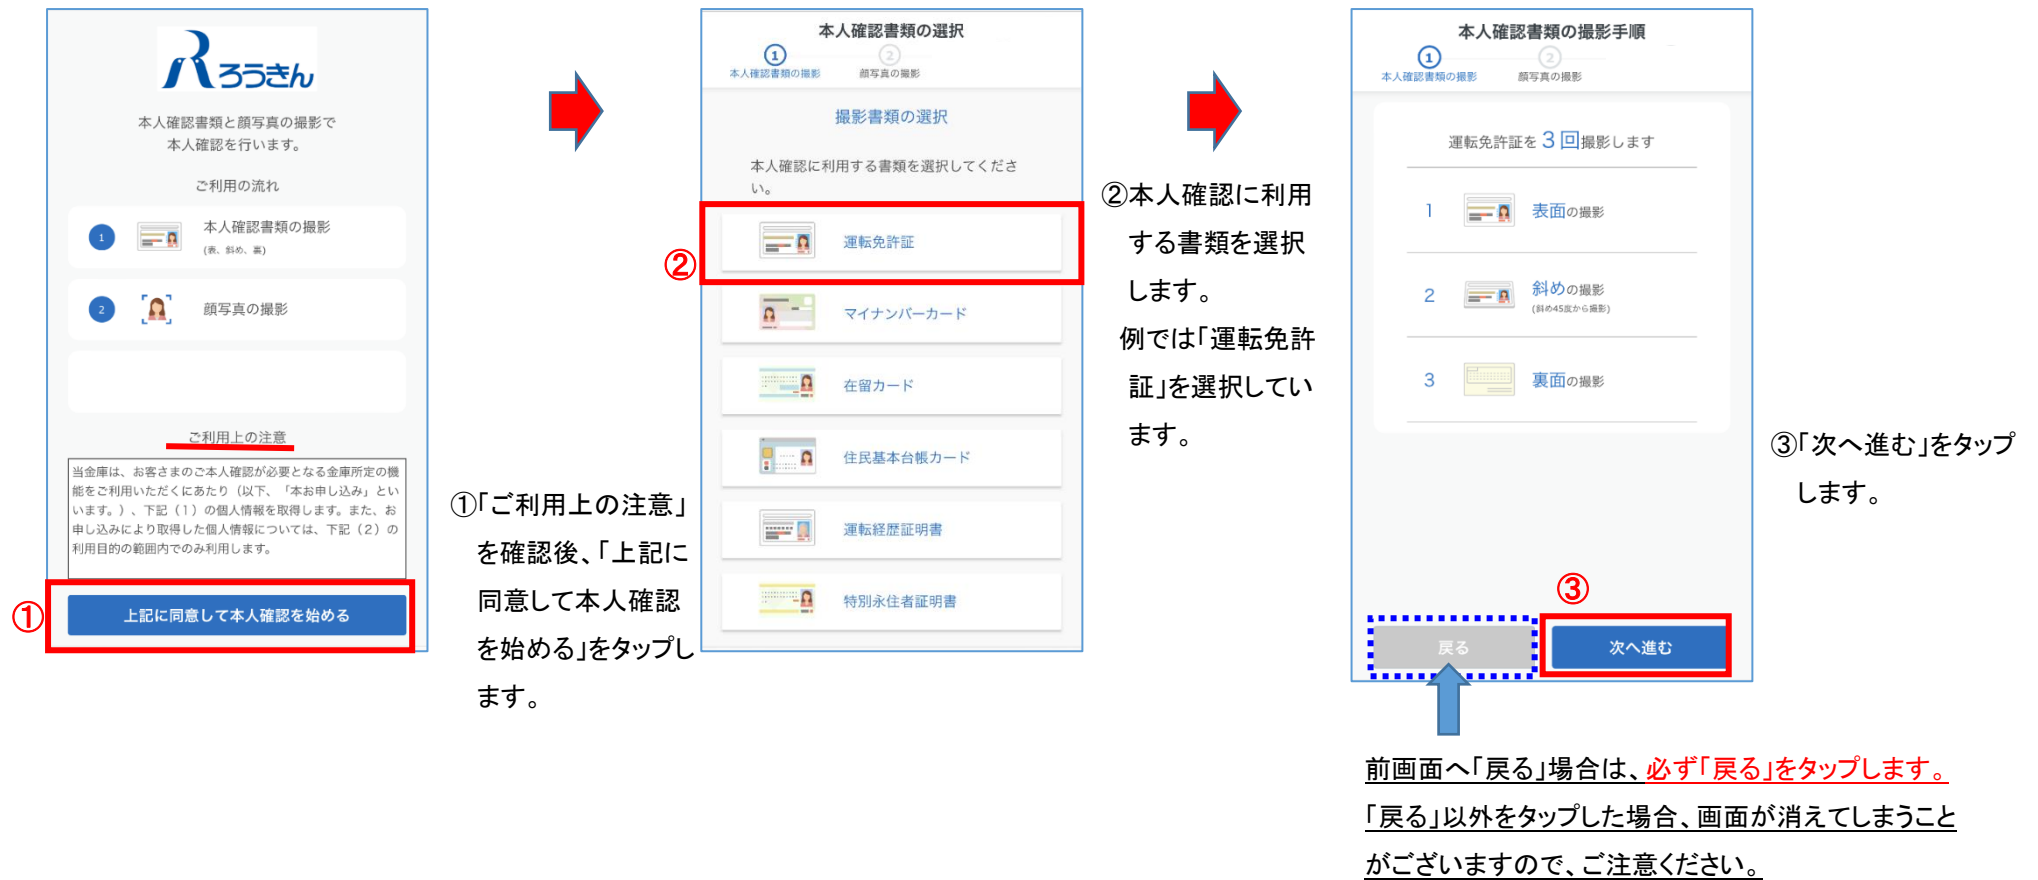 ろうきん
本人確認書類と顔写真の撮影で
本人確認を行います。
ご利用の流れ
1
本人確認書類の撮影
(表、斜め、裏)
2
顔写真の撮影
ご利用上の注意
当金庫は、お客さまのご本人確認が必要となる金庫所定の機
能をご利用いただくにあたり（以下、「本お申し込み」とい
います。）、下記（1）の個人情報を取得します。また、お
申し込みにより取得した個人情報については、下記（2）の
利用目的の範囲内でのみ利用します。
①
上記に同意して本人確認を始める
①「ご利用上の注意」
を確認後、「上記に
同意して本人確認
を始める」をタップし
ます。
本人確認書類の選択
1
2
本人確認書類の撮影
顔写真の撮影
撮影書類の選択
本人確認に利用する書類を選択してくださ
い。
②
運転免許証
マイナンバーカード
在留カード
住民基本台帳カード
運転経歴証明書
特別永住者証明書
②本人確認に利用
する書類を選択
します。
例では「運転免許
証」を選択してい
ます。
本人確認書類の撮影手順
1
2
本人確認書類の撮影
顔写真の撮影
運転免許証を3回撮影します
1
表面の撮影
2
斜めの撮影
(斜め45度から撮影)
3
裏面の撮影
③
戻る
次へ進む
③「次へ進む」をタップ
します。
前画面へ「戻る」場合は、必ず「戻る」をタップします。
「戻る」以外をタップした場合、画面が消えてしまうこと
がございますので、ご注意ください。